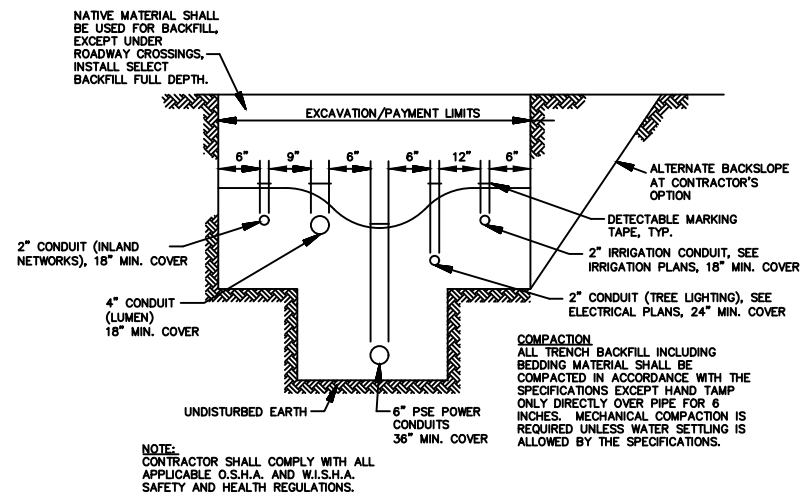 NATIVE MATERIAL SHALL
BE USED FOR BACKFILL,
EXCEPT UNDER
ROADWAY CROSSINGS,
INSTALL SELECT
BACKFILL FULL DEPTH.
EXCAVATION/PAYMENT LIMITS
6" 9" 6" 6" 12" 6"
ALTERNATE BACKSLOPE
AT CONTRACTOR'S
OPTION
DETECTABLE MARKING
TAPE, TYP.
2" CONDUIT (INLAND
NETWORKS), 18" MIN. COVER
2" IRRIGATION CONDUIT, SEE
IRRIGATION PLANS, 18" MIN. COVER
4" CONDUIT
(LUMEN)
18" MIN. COVER
2" CONDUIT (TREE LIGHTING), SEE
ELECTRICAL PLANS, 24" MIN. COVER
COMPACTION
ALL TRENCH BACKFILL INCLUDING
BEDDING MATERIAL SHALL BE
COMPACTED IN ACCORDANCE WITH THE
SPECIFICATIONS EXCEPT HAND TAMP
ONLY DIRECTLY OVER PIPE FOR 6
INCHES. MECHANICAL COMPACTION IS
REQUIRED UNLESS WATER SETTLING IS
ALLOWED BY THE SPECIFICATIONS.
UNDISTURBED EARTH
6" PSE POWER
CONDUITS
36" MIN. COVER
NOTE:
CONTRACTOR SHALL COMPLY WITH ALL
APPLICABLE O.S.H.A. AND W.I.S.H.A.
SAFETY AND HEALTH REGULATIONS.